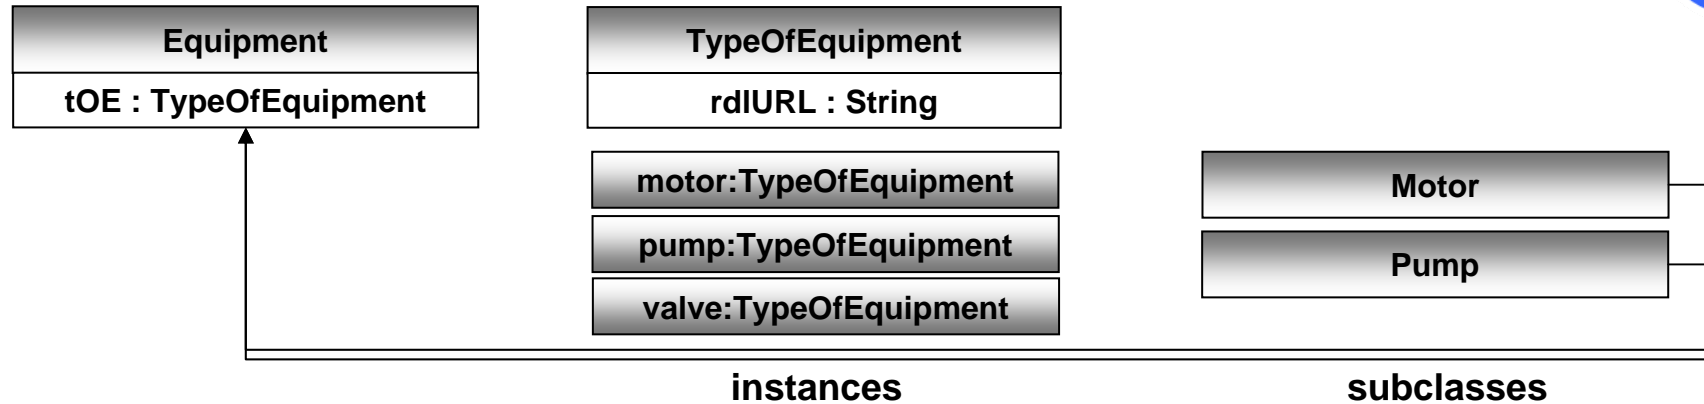 Equipment
tOE : TypeOfEquipment
TypeOfEquipment
rdlURL : String
motor:TypeOfEquipment
pump:TypeOfEquipment
valve:TypeOfEquipment
instances
Motor
Pump
subclasses